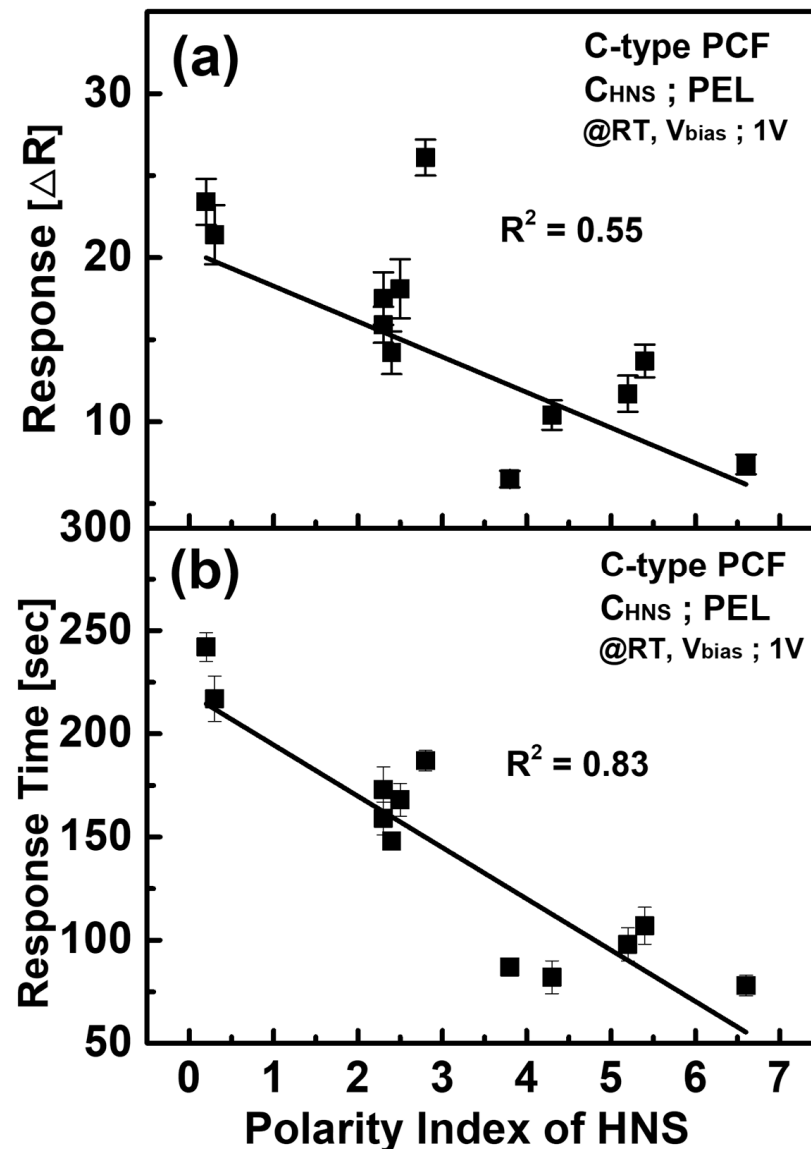 (a)
C-type PCF
CHNS ; PEL
@RT, Vbias ; 1V
R² = 0.55
Response [△R]
30
20
10
300
(b)
C-type PCF
CHNS ; PEL
@RT, Vbias ; 1V
R² = 0.83
Response Time [sec]
250
200
150
100
50
0 1 2 3 4 5 6 7
Polarity Index of HNS